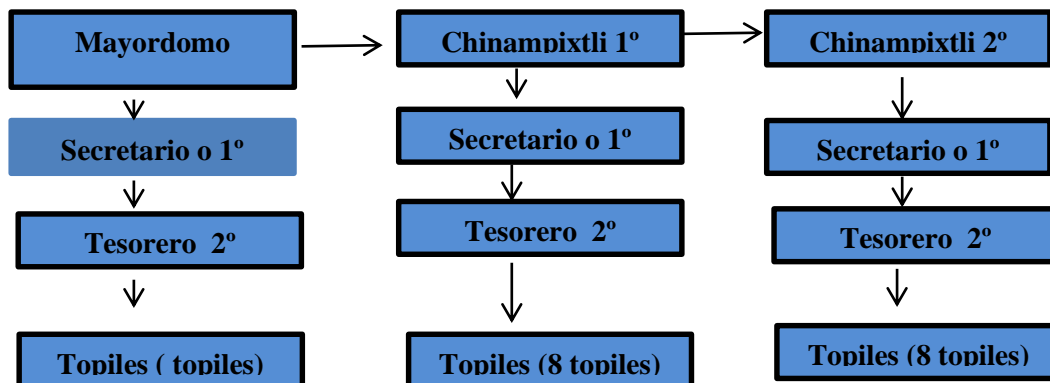 Mayordomo
Chinampixtli 1º
Chinampixtli 2º
Secretario o 1º
Secretario o 1º
Secretario o 1º
Tesorero 2º
Tesorero 2º
Tesorero 2º
Topiles ( topiles)
Topiles (8 topiles)
Topiles (8 topiles)